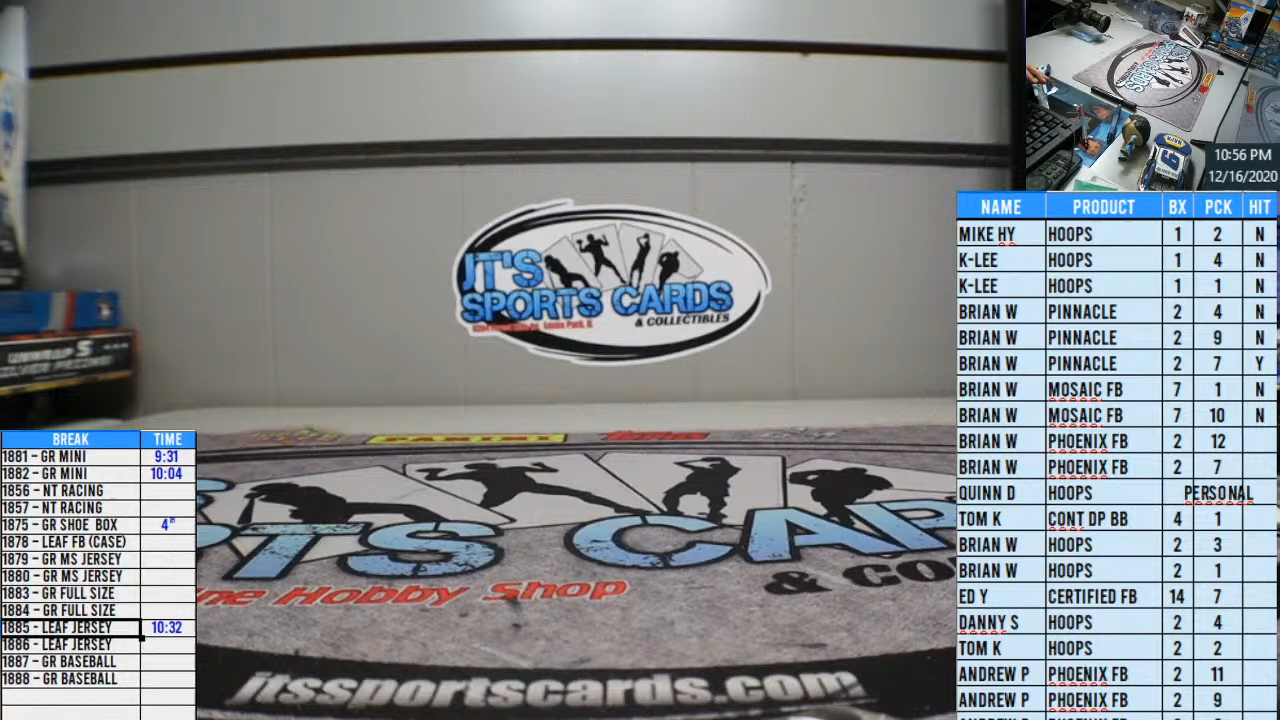 10:56 PM
12/16/2020
JT'S
SPORTS CARDS
& COLLECTIBLES
PANINI
SPORTS CAR
& CO
ne Hobby Shop
jtssportscards.com
BREAK TIME
1881 - GR MINI 9:31
1882 - GR MINI 10:04
1856 - NT RACING
1857 - NT RACING
1875 - GR SHOE BOX 4th
1878 - LEAF FB (CASE)
1879 - GR MS JERSEY
1880 - GR MS JERSEY
1883 - GR FULL SIZE
1884 - GR FULL SIZE
1885 - LEAF JERSEY 10:32
1886 - LEAF JERSEY
1887 - GR BASEBALL
1888 - GR BASEBALL
NAME PRODUCT BX PCK HIT
MIKE HY HOOPS 1 2 N
K-LEE HOOPS 1 4 N
K-LEE HOOPS 1 1 N
BRIAN W PINNACLE 2 4 N
BRIAN W PINNACLE 2 9 N
BRIAN W PINNACLE 2 7 Y
BRIAN W MOSAIC FB 7 1 N
BRIAN W MOSAIC FB 7 10 N
BRIAN W PHOENIX FB 2 12
BRIAN W PHOENIX FB 2 7
QUINN D HOOPS PERSONAL
TOM K CONT DP BB 4 1
BRIAN W HOOPS 2 3
BRIAN W HOOPS 2 1
ED Y CERTIFIED FB 14 7
DANNY S HOOPS 2 4
TOM K HOOPS 2 2
ANDREW P PHOENIX FB 2 11
ANDREW P PHOENIX FB 2 9